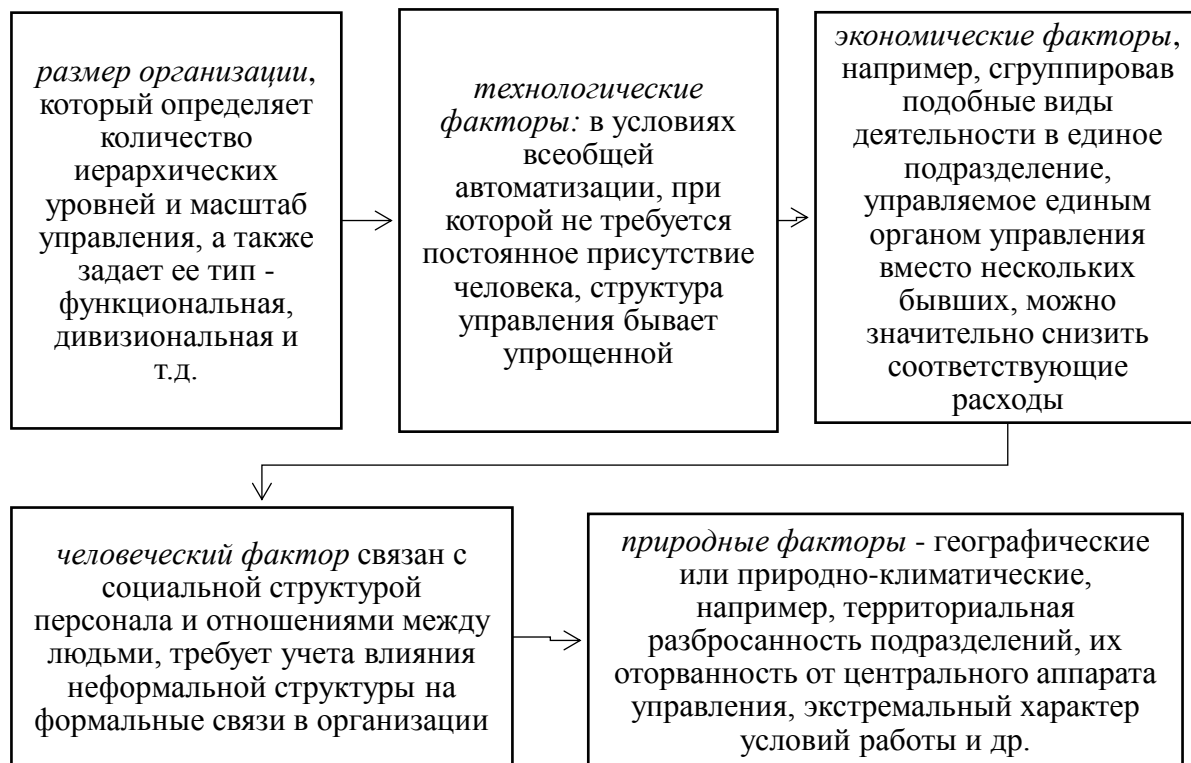 размер организации,
который определяет
количество
иерархических
уровней и масштаб
управления, а также
задает ее тип -
функциональная,
дивизиональная и
т.д.
технологические
факторы: в условиях
всеобщей
автоматизации, при
которой не требуется
постоянное присутствие
человека, структура
управления бывает
упрощенной
экономические факторы,
например, сгруппировав
подобные виды
деятельности в единое
подразделение,
управляемое единым
органом управления
вместо нескольких
бывших, можно
значительно снизить
соответствующие
расходы
человеческий фактор связан с
социальной структурой
персонала и отношениями между
людьми, требует учета влияния
неформальной структуры на
формальные связи в организации
природные факторы - географические
или природно-климатические,
например, территориальная
разбросанность подразделений, их
оторванность от центрального аппарата
управления, экстремальный характер
условий работы и др.